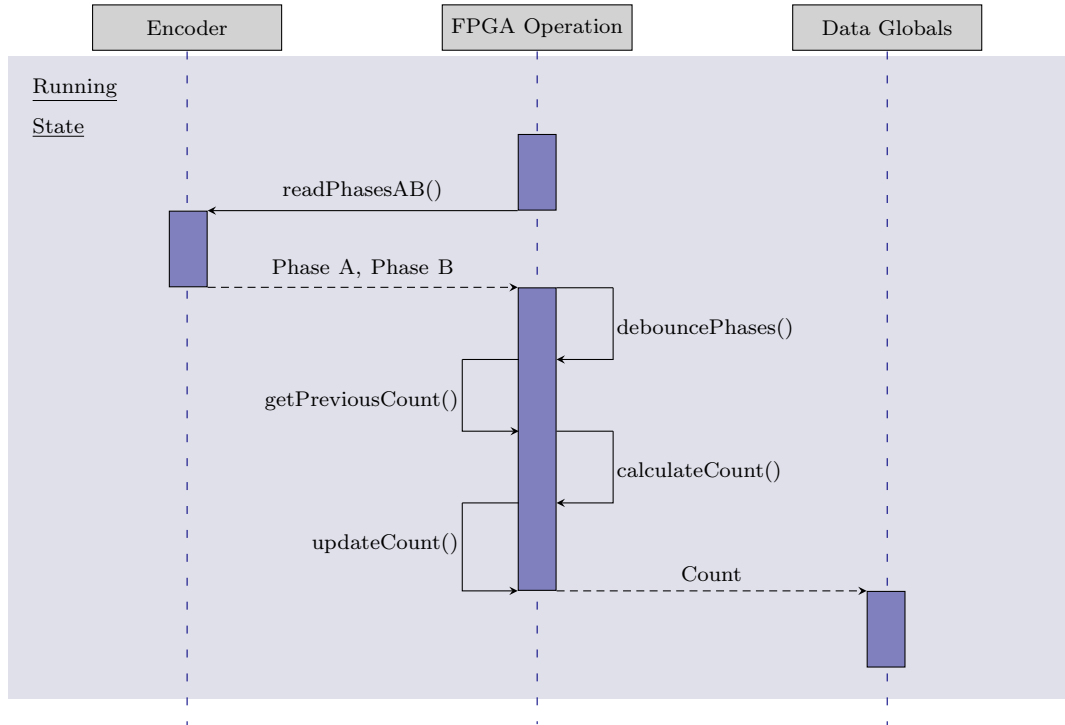 Encoder
FPGA Operation
Data Globals
Running
State
readPhasesAB()
Phase A, Phase B
debouncePhases()
getPreviousCount()
calculateCount()
updateCount()
Count